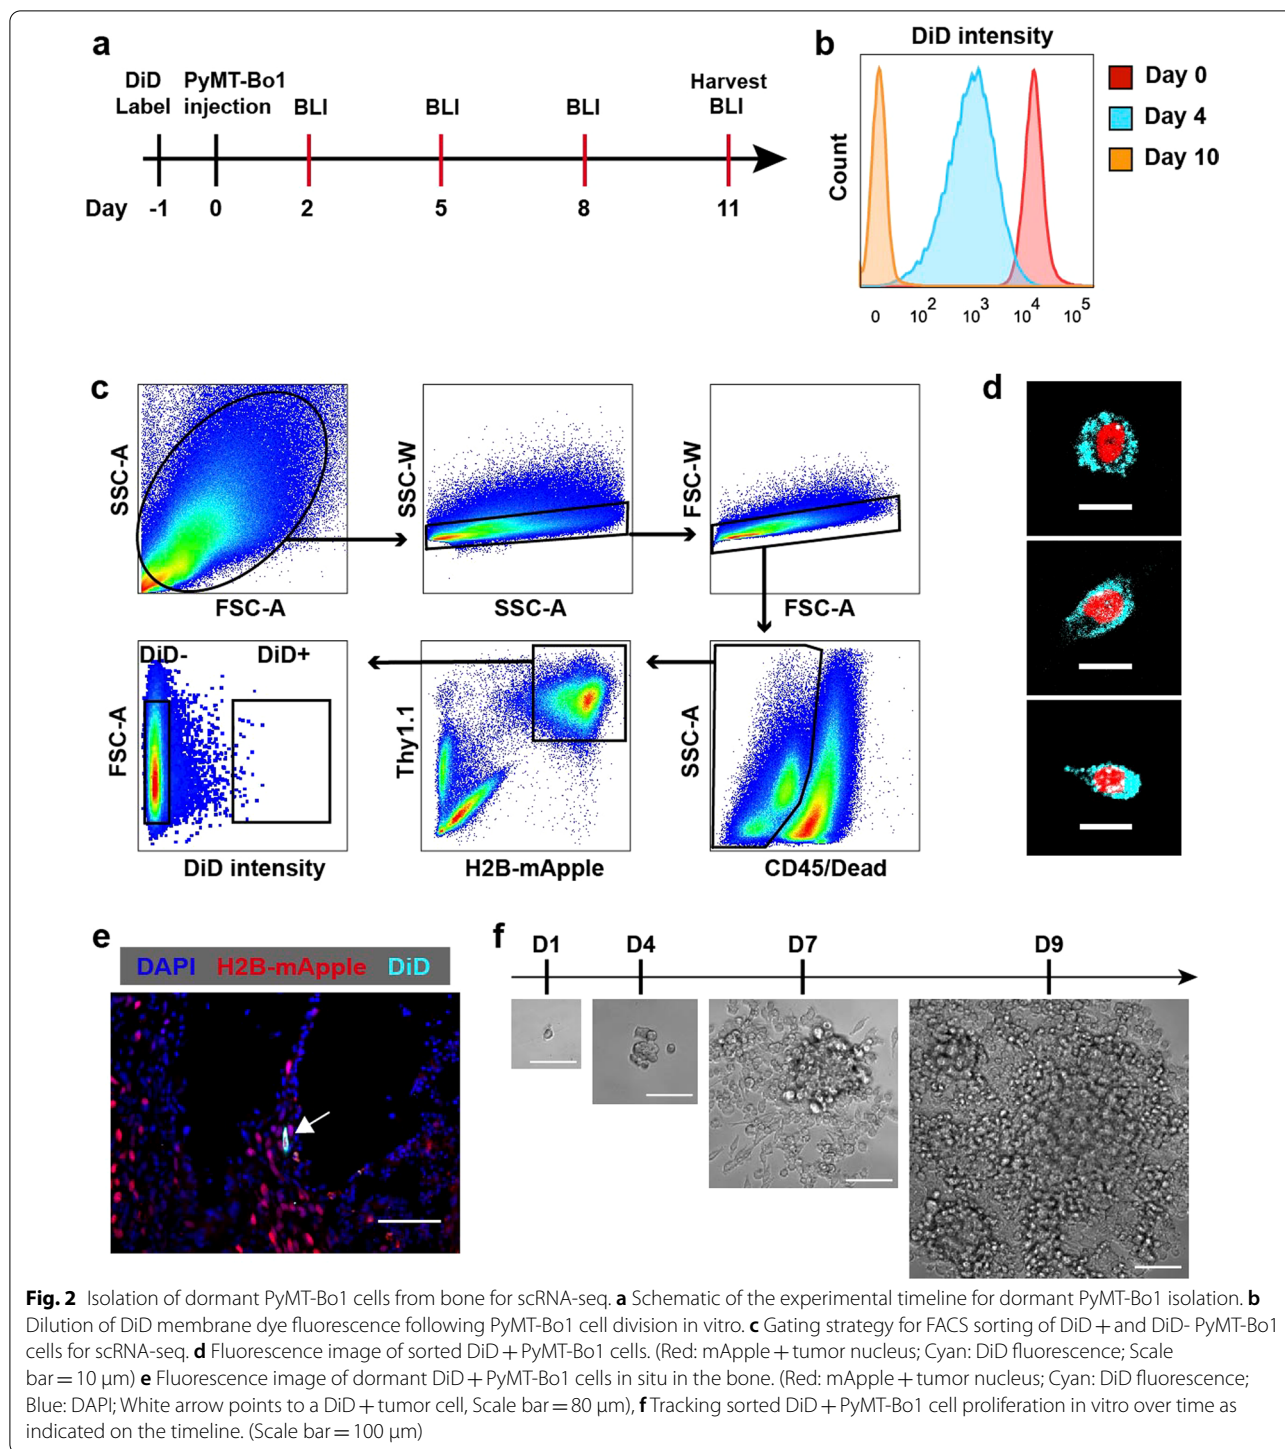 a
DiD
Label
PyMT-Bo1
injection
BLI
BLI
BLI
Harvest
BLI
Day
-1
0
2
5
8
11
b
DiD intensity
Count
0
10²
10³
10⁴
10⁵
Day 0
Day 4
Day 10
c
SSC-A
FSC-A
SSC-W
SSC-A
FSC-W
FSC-A
DiD-
DiD+
FSC-A
DiD intensity
Thy1.1
H2B-mApple
SSC-A
CD45/Dead
d
e
DAPI H2B-mApple DiD
f
D1
D4
D7
D9
Fig. 2 Isolation of dormant PyMT-Bo1 cells from bone for scRNA-seq. a Schematic of the experimental timeline for dormant PyMT-Bo1 isolation. b
Dilution of DiD membrane dye fluorescence following PyMT-Bo1 cell division in vitro. c Gating strategy for FACS sorting of DiD + and DiD- PyMT-Bo1
cells for scRNA-seq. d Fluorescence image of sorted DiD + PyMT-Bo1 cells. (Red: mApple + tumor nucleus; Cyan: DiD fluorescence; Scale
bar = 10 μm) e Fluorescence image of dormant DiD + PyMT-Bo1 cells in situ in the bone. (Red: mApple + tumor nucleus; Cyan: DiD fluorescence;
Blue: DAPI; White arrow points to a DiD + tumor cell, Scale bar = 80 μm), f Tracking sorted DiD + PyMT-Bo1 cell proliferation in vitro over time as
indicated on the timeline. (Scale bar = 100 μm)